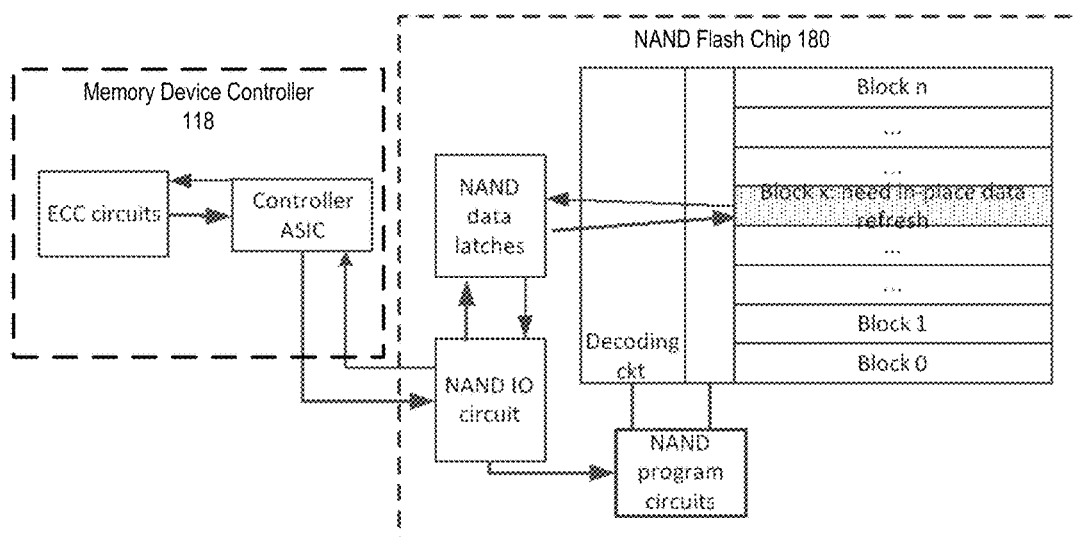 NAND Flash Chip 180
Memory Device Controller
118
ECC circuits
Controller
ASIC
NAND
data
latches
NAND IO
circuit
Decoding
ckt
NAND
program
circuits
Block n
...
...
Block x: need in-place data
refresh
...
...
Block 1
Block 0